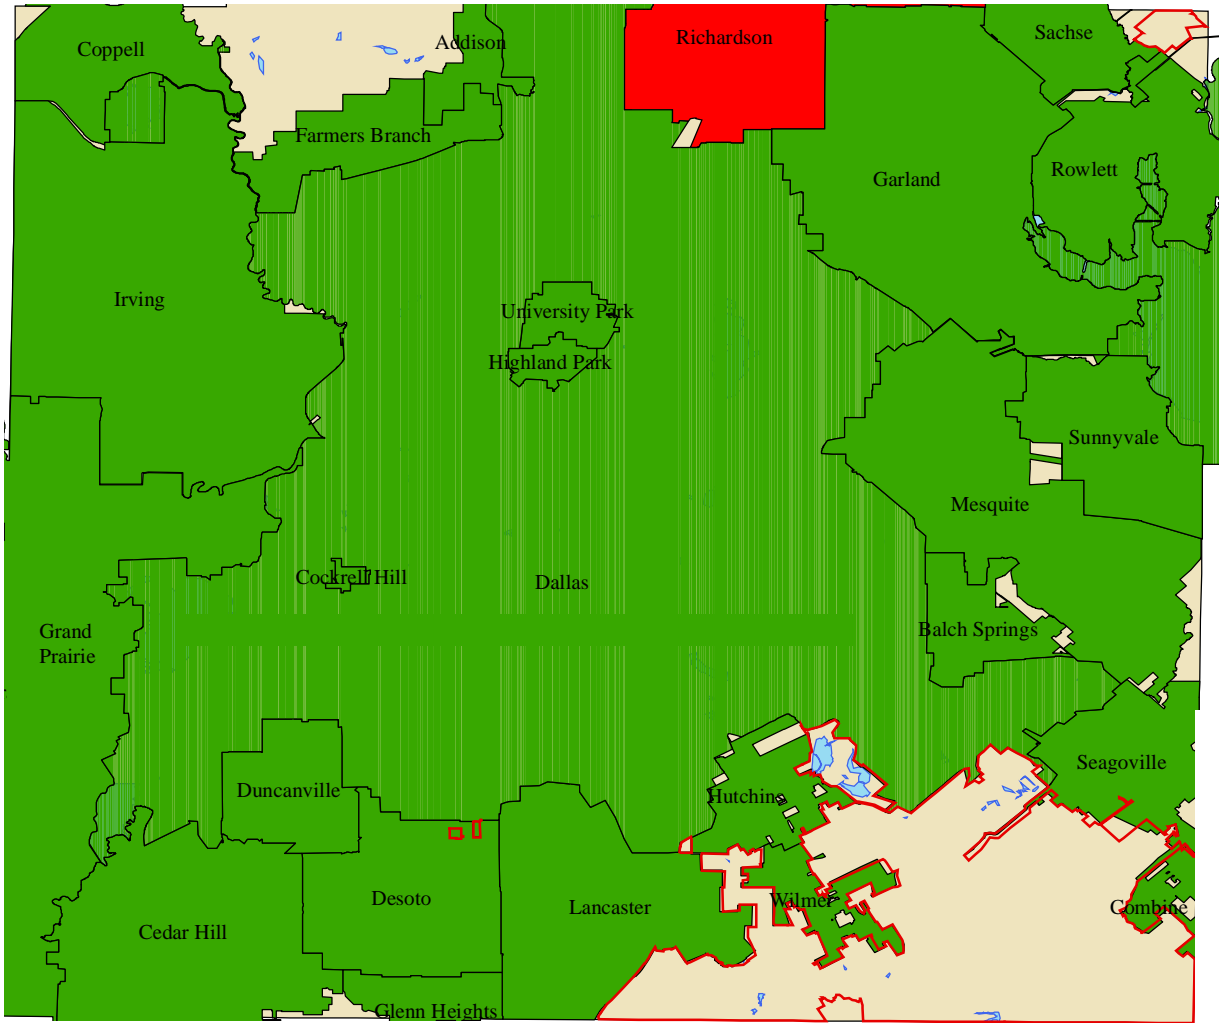 Coppell
Addison
Richardson
Sachse
Farmers Branch
Garland
Rowlett
Irving
University Park
Highland Park
Sunnyvale
Mesquite
Cockrell Hill
Dallas
Grand
Prairie
Balch Springs
Seagoville
Duncanville
Hutchins
Desoto
Lancaster
Wilmer
Combine
Cedar Hill
Glenn Heights